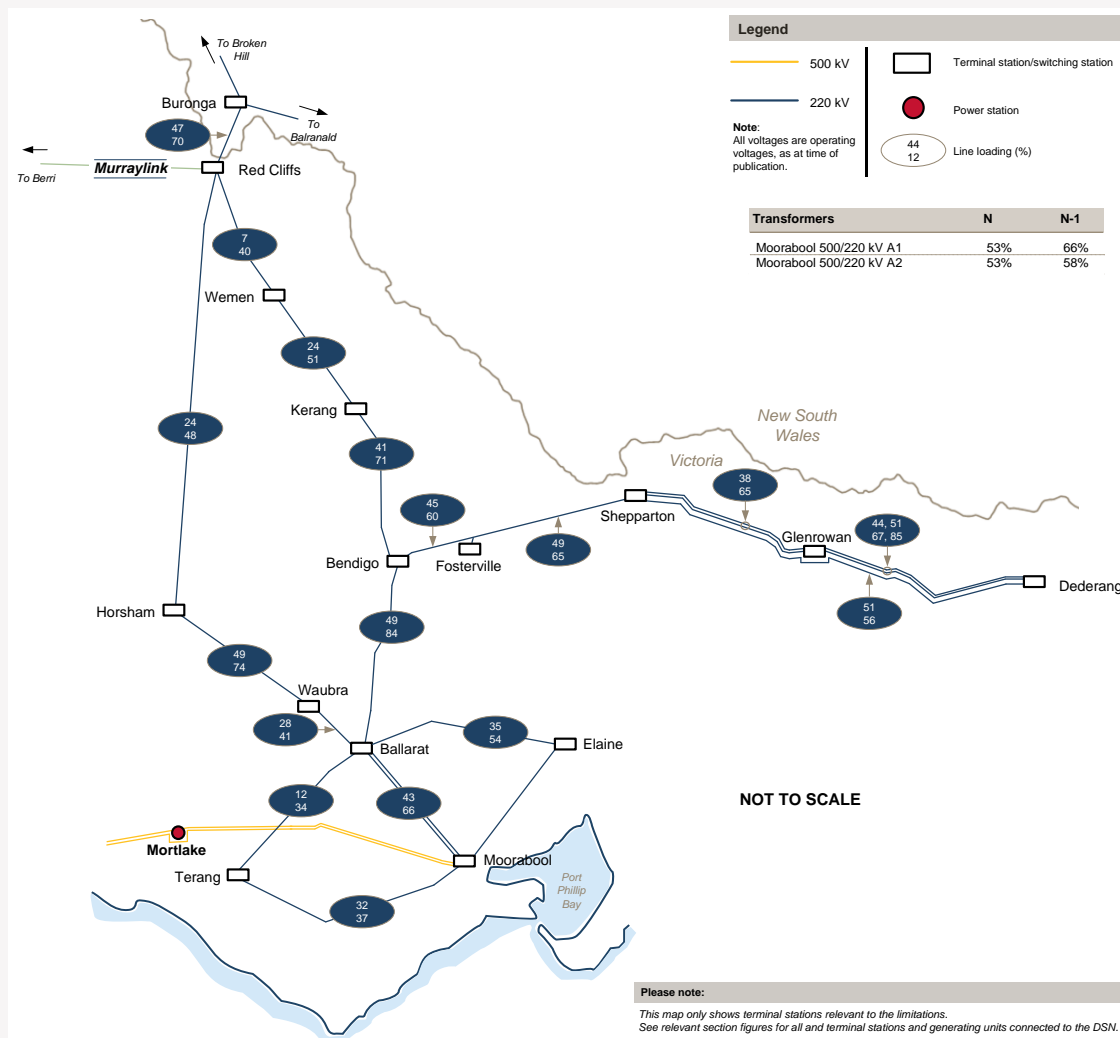 To Broken
Hill
Buronga
47
70
To
Balranald
To Berri
Murraylink
Red Cliffs
7
40
Wemen
24
51
Kerang
24
48
41
71
45
60
Bendigo
Fosterville
49
65
Shepparton
New South
Wales
Victoria
38
65
Glenrowan
44, 51
67, 85
51
56
Dederang
Horsham
49
74
49
84
Waubra
28
41
Ballarat
35
54
Elaine
12
34
43
66
Mortlake
Terang
Moorabool
32
37
Port
Phillip
Bay
NOT TO SCALE
Legend
500 kV
220 kV
Note:
All voltages are operating
voltages, as at time of
publication.
Terminal station/switching station
Power station
44
12
Line loading (%)
Transformers N N-1
Moorabool 500/220 kV A1 53% 66%
Moorabool 500/220 kV A2 53% 58%
Please note:
This map only shows terminal stations relevant to the limitations.
See relevant section figures for all and terminal stations and generating units connected to the DSN.